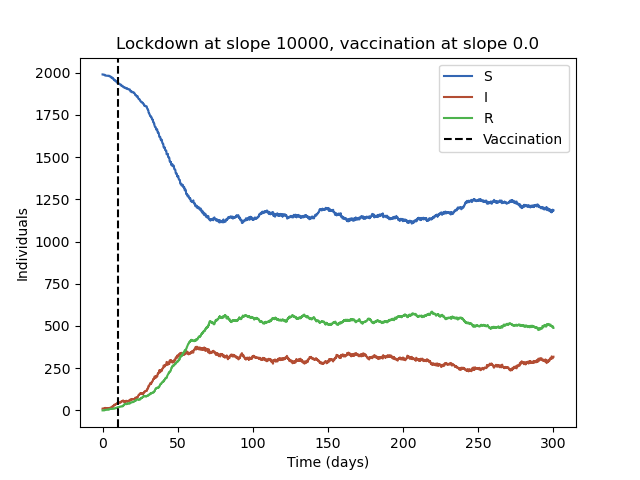 Lockdown at slope 10000, vaccination at slope 0.0
S
I
R
Vaccination
Individuals
2000
1750
1500
1250
1000
750
500
250
0
0 50 100 150 200 250 300
Time (days)